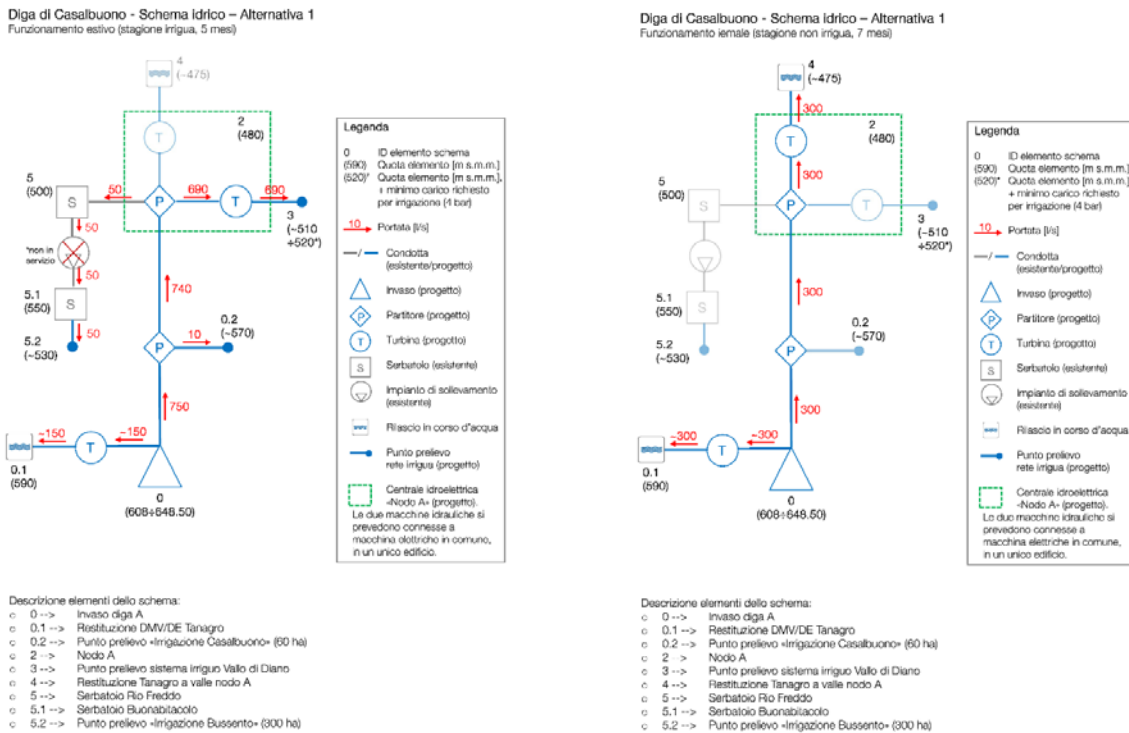 Diga di Casalbuono - Schema idrico – Alternativa 1
Funzionamento estivo (stagione irrigua, 5 mesi)
4
(~475)
2
(480)
T
5
(500)
50
690
690
S
P
T
3
(~510
÷520*)
50
*non in
servizio
50
740
5.1
(550)
S
0.2
(~570)
50
10
5.2
(~530)
P
750
~150
~150
T
0.1
(590)
0
(608÷648.50)
Legenda
0 ID elemento schema
(590) Quota elemento [m s.m.m.]
(520)* Quota elemento [m s.m.m.],
+ minimo carico richiesto
per irrigazione (4 bar)
10 Portata [l/s]
/ Condotta
(esistente/progetto)
Invaso (progetto)
P Partitore (progetto)
T Turbina (progetto)
S Serbatoio (esistente)
Impianto di sollevamento
(esistente)
Rilascio in corso d'acqua
Punto prelievo
rete irrigua (progetto)
Centrale idroelettrica
«Nodo A» (progetto).
Le due macchine idrauliche si
prevedono connesse a
macchina elettriche in comune,
in un unico edificio.
Descrizione elementi dello schema:
0 --> Invaso diga A
0.1 --> Restituzione DMV/DE Tanagro
0.2 --> Punto prelievo «Irrigazione Casalbuono» (60 ha)
2 --> Nodo A
3 --> Punto prelievo sistema irriguo Vallo di Diano
4 --> Restituzione Tanagro a valle nodo A
5 --> Serbatoio Rio Freddo
5.1 --> Serbatoio Buonabitacolo
5.2 --> Punto prelievo «Irrigazione Bussento» (300 ha)
Diga di Casalbuono - Schema idrico – Alternativa 1
Funzionamento iemale (stagione non irrigua, 7 mesi)
4
(~475)
300
2
(480)
T
300
5
(500)
S
P
T
3
(~510
÷520*)
300
5.1
(550)
S
0.2
(~570)
5.2
(~530)
P
300
~300
~300
T
0.1
(590)
0
(608÷648.50)
Legenda
0 ID elemento schema
(590) Quota elemento [m s.m.m.]
(520)* Quota elemento [m s.m.m.],
+ minimo carico richiesto
per irrigazione (4 bar)
10 Portata [l/s]
/ Condotta
(esistente/progetto)
Invaso (progetto)
P Partitore (progetto)
T Turbina (progetto)
S Serbatoio (esistente)
Impianto di sollevamento
(esistente)
Rilascio in corso d'acqua
Punto prelievo
rete irrigua (progetto)
Centrale idroelettrica
«Nodo A» (progetto).
Le due macchine idrauliche si
prevedono connesse a
macchina elettriche in comune,
in un unico edificio.
Descrizione elementi dello schema:
0 --> Invaso diga A
0.1 --> Restituzione DMV/DE Tanagro
0.2 --> Punto prelievo «Irrigazione Casalbuono» (60 ha)
2 > Nodo A
3 --> Punto prelievo sistema irriguo Vallo di Diano
4 --> Restituzione Tanagro a valle nodo A
5 --> Serbatoio Rio Freddo
5.1 --> Serbatoio Buonabitacolo
5.2 --> Punto prelievo «Irrigazione Bussento» (300 ha)